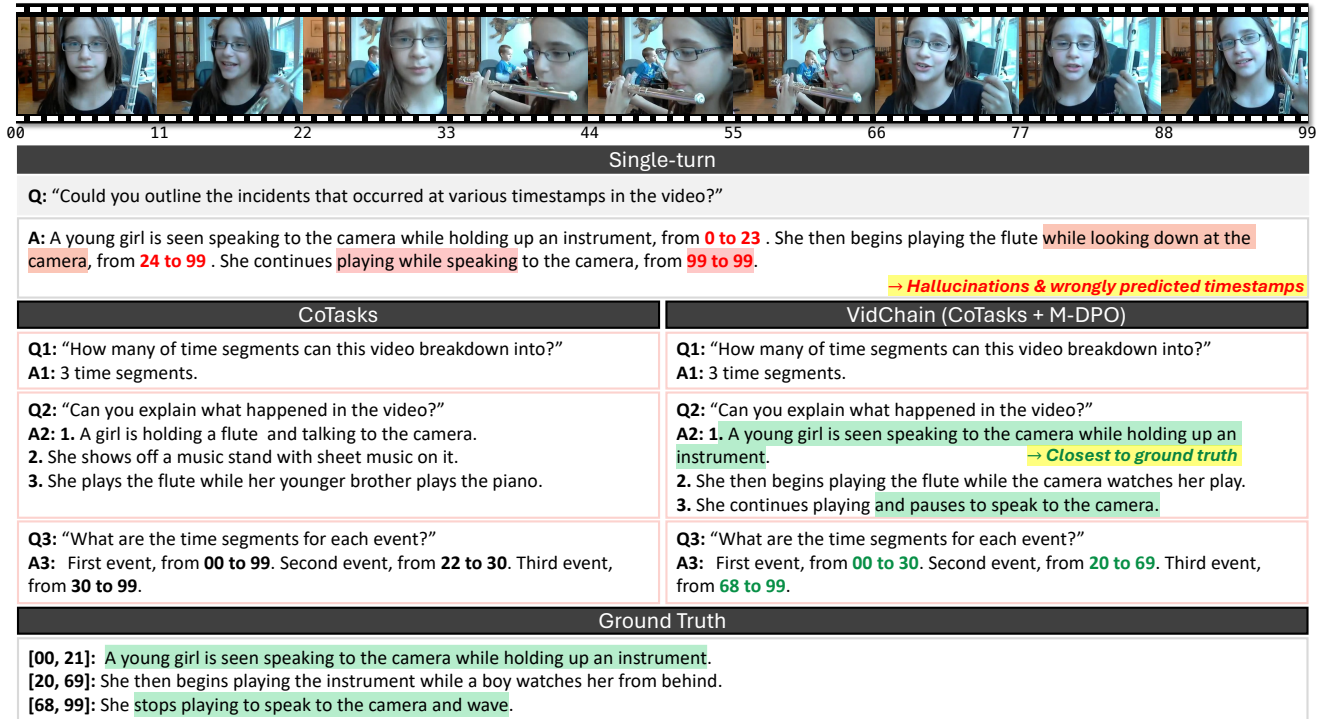 00 11 22 33 44 55 66 77 88 99
Single-turn
Q: “Could you outline the incidents that occurred at various timestamps in the video?”
A: A young girl is seen speaking to the camera while holding up an instrument, from 0 to 23 . She then begins playing the flute while looking down at the
camera, from 24 to 99 . She continues playing while speaking to the camera, from 99 to 99.
→ Hallucinations & wrongly predicted timestamps
CoTasks
Q1: “How many of time segments can this video breakdown into?”
A1: 3 time segments.
Q2: “Can you explain what happened in the video?”
A2: 1. A girl is holding a flute and talking to the camera.
2. She shows off a music stand with sheet music on it.
3. She plays the flute while her younger brother plays the piano.
Q3: “What are the time segments for each event?”
A3: First event, from 00 to 99. Second event, from 22 to 30. Third event,
from 30 to 99.
VidChain (CoTasks + M-DPO)
Q1: “How many of time segments can this video breakdown into?”
A1: 3 time segments.
Q2: “Can you explain what happened in the video?”
A2: 1. A young girl is seen speaking to the camera while holding up an
instrument. → Closest to ground truth
2. She then begins playing the flute while the camera watches her play.
3. She continues playing and pauses to speak to the camera.
Q3: “What are the time segments for each event?”
A3: First event, from 00 to 30. Second event, from 20 to 69. Third event,
from 68 to 99.
Ground Truth
[00, 21]: A young girl is seen speaking to the camera while holding up an instrument.
[20, 69]: She then begins playing the instrument while a boy watches her from behind.
[68, 99]: She stops playing to speak to the camera and wave.